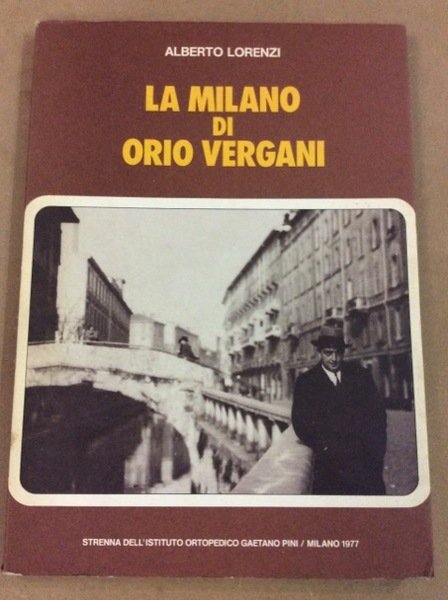 ALBERTO LORENZI
LA MILANO
DI
ORIO VERGANI
STRENNA DELL'ISTITUTO ORTOPEDICO GAETANO PINI / MILANO 1977